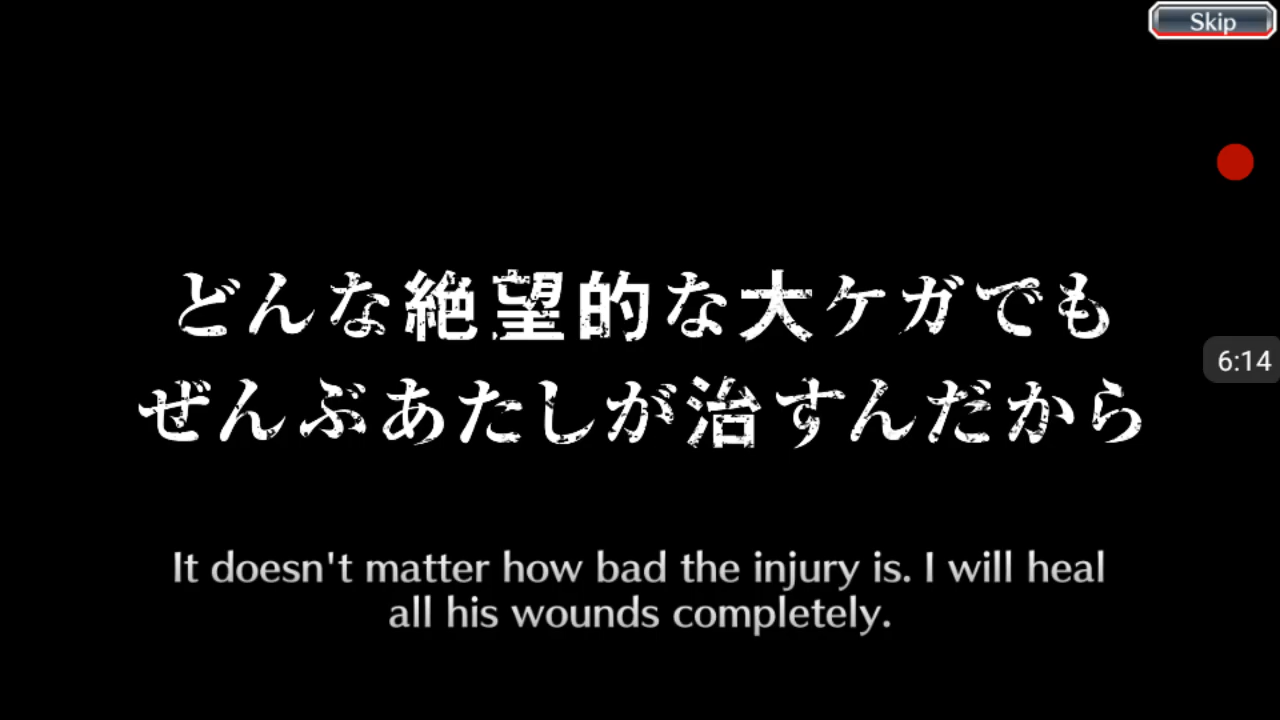 Skip
どんな絶望的な大ケガでも
6:14
ぜんぶあたしが治すんだから
It doesn't matter how bad the injury is. I will heal
all his wounds completely.